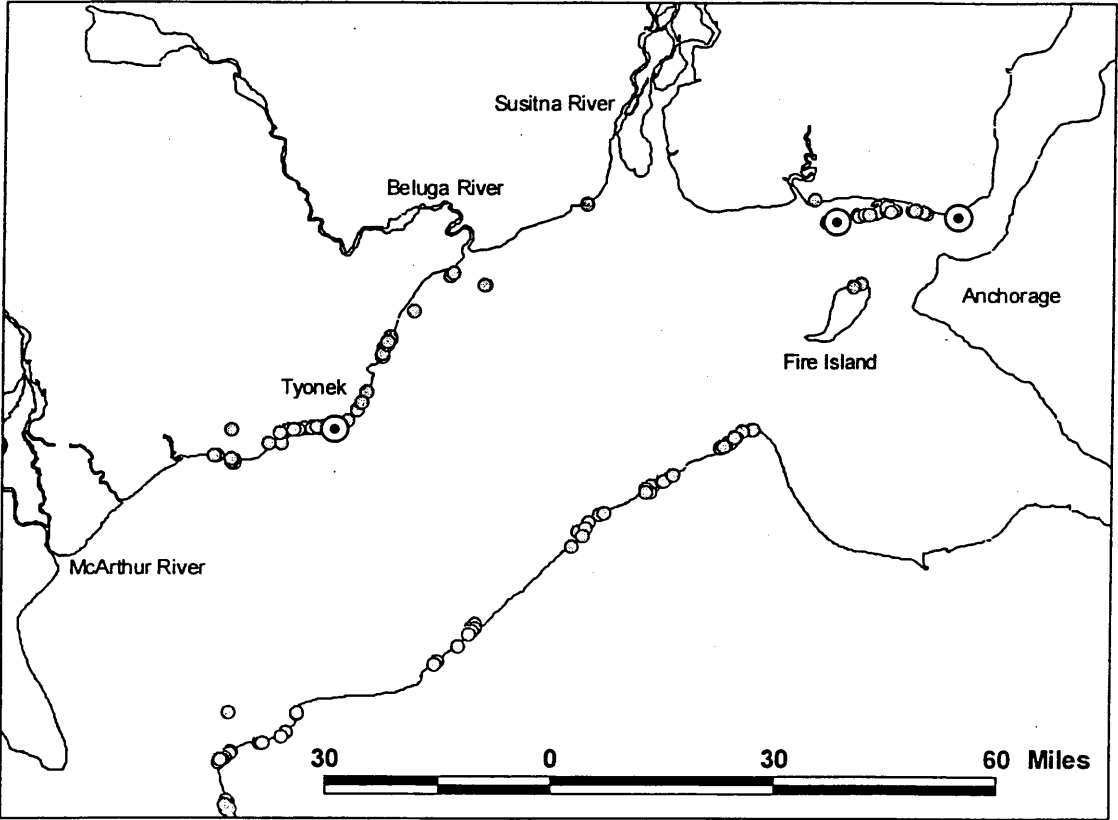 Susitna River
Beluga River
Anchorage
Fire Island
Tyonek
McArthur River
30 0 30 60 Miles